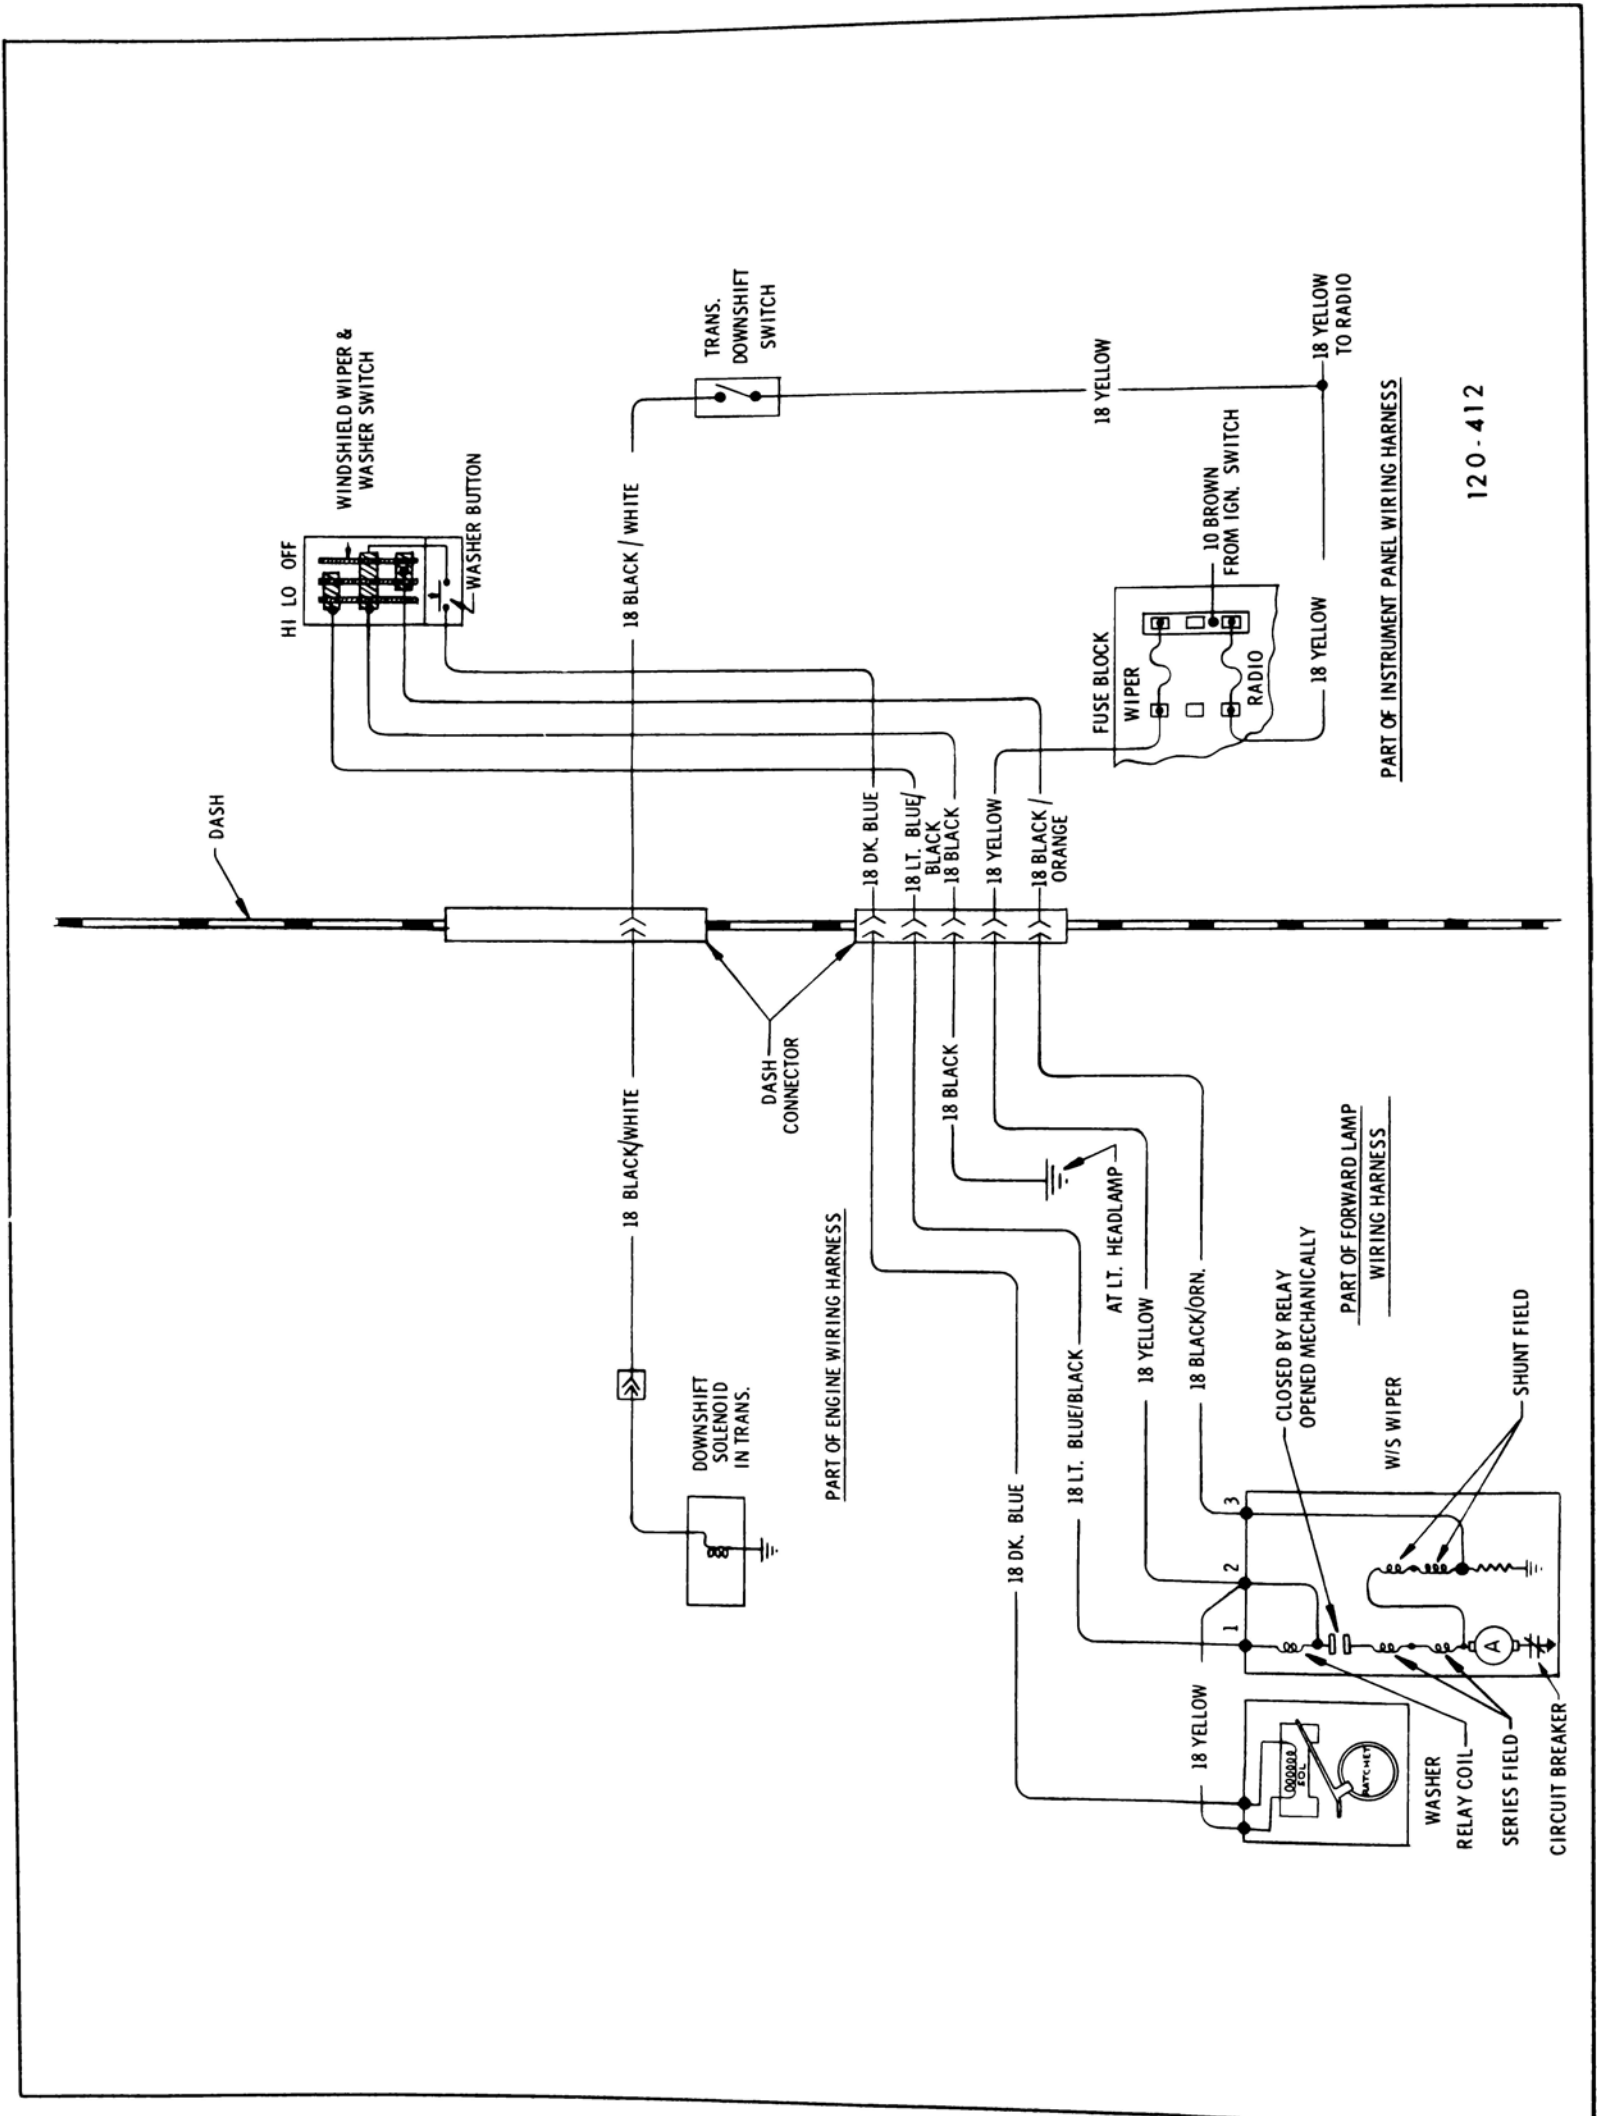 WINDSHIELD WIPER &
WASHER SWITCH
HI LO OFF
WASHER BUTTON
TRANS.
DOWNSHIFT
SWITCH
18 BLACK / WHITE
18 YELLOW
18 YELLOW
TO RADIO
10 BROWN
FROM IGN. SWITCH
FUSE BLOCK
WIPER
RADIO
18 YELLOW
PART OF INSTRUMENT PANEL WIRING HARNESS
120-412
DASH
18 DK. BLUE
18 LT. BLUE/
BLACK
18 BLACK
18 YELLOW
18 BLACK /
ORANGE
DASH
CONNECTOR
18 BLACK/WHITE
18 BLACK
AT LT. HEADLAMP
PART OF ENGINE WIRING HARNESS
DOWNSHIFT
SOLENOID
IN TRANS.
18 DK. BLUE
18 LT. BLUE/BLACK
18 YELLOW
18 BLACK/ORN.
PART OF FORWARD LAMP
WIRING HARNESS
CLOSED BY RELAY
OPENED MECHANICALLY
W/S WIPER
SHUNT FIELD
1 2 3
A
18 YELLOW
SOL
RATCHET
WASHER
RELAY COIL
SERIES FIELD
CIRCUIT BREAKER